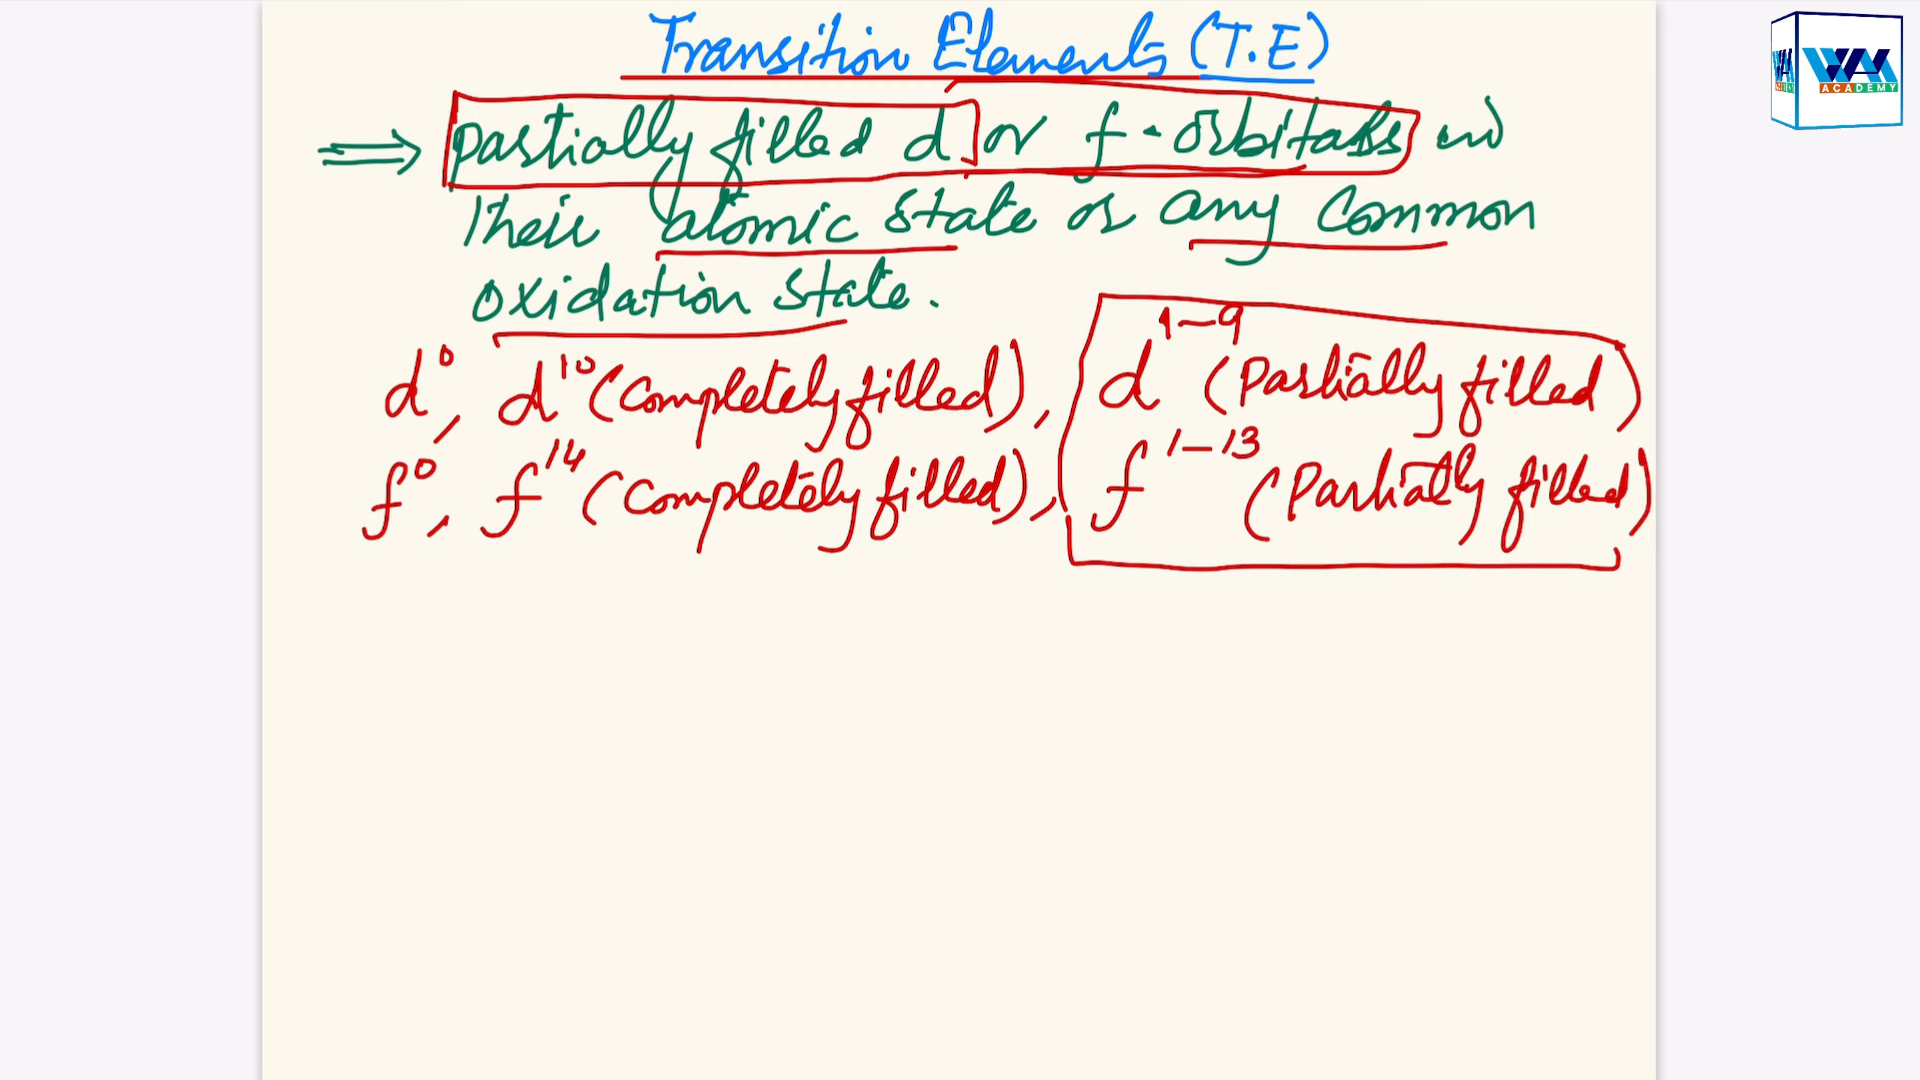 Transition Elements (T.E)
⇒ Partially filled d or f-orbitals in
Their atomic state or any Common
oxidation state.
d⁰, d¹⁰ (Completely filled), d¹⁻⁹ (Partially filled)
f⁰, f¹⁴ (Completely filled), f¹⁻¹³ (Partially filled)
WAM
ACADEMY